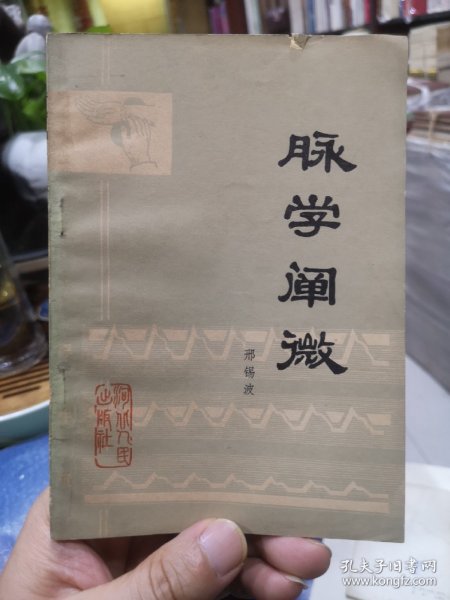 脉学阐微
邢锡波
河北人民
出版社
孔夫子旧书网
www.kongfz.com